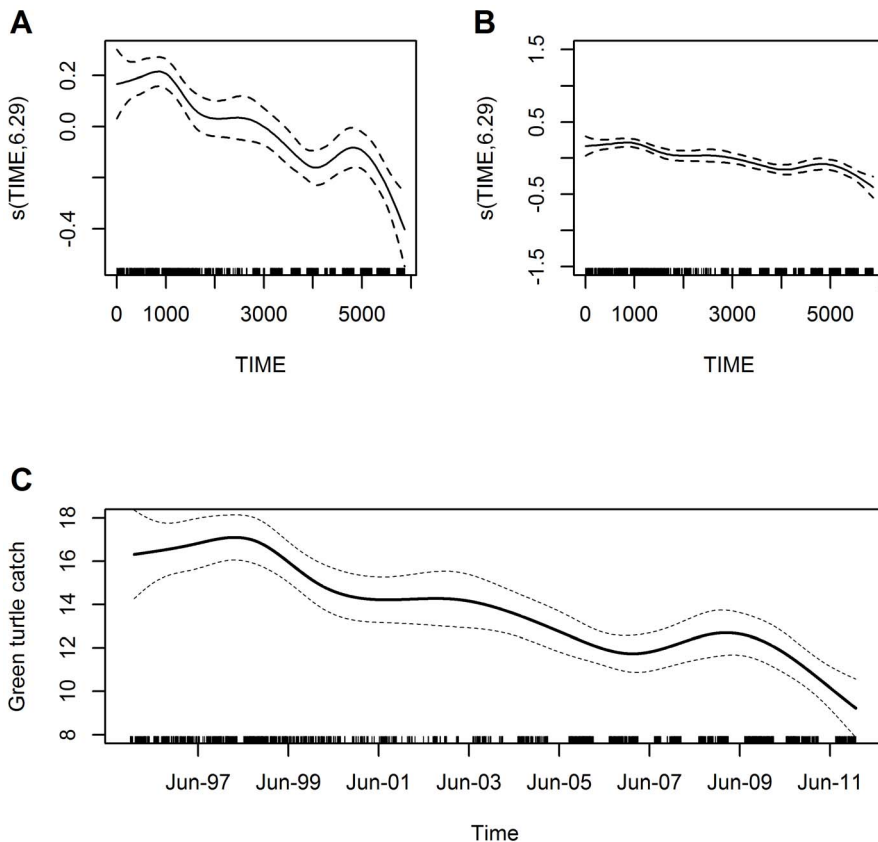 A
s(TIME,6.29)
0.2
0.0
-0.4
0 1000 3000 5000
TIME
B
s(TIME,6.29)
1.5
0.5
-0.5
-1.5
0 1000 3000 5000
TIME
C
Green turtle catch
18
16
14
12
10
8
Jun-97 Jun-99 Jun-01 Jun-03 Jun-05 Jun-07 Jun-09 Jun-11
Time